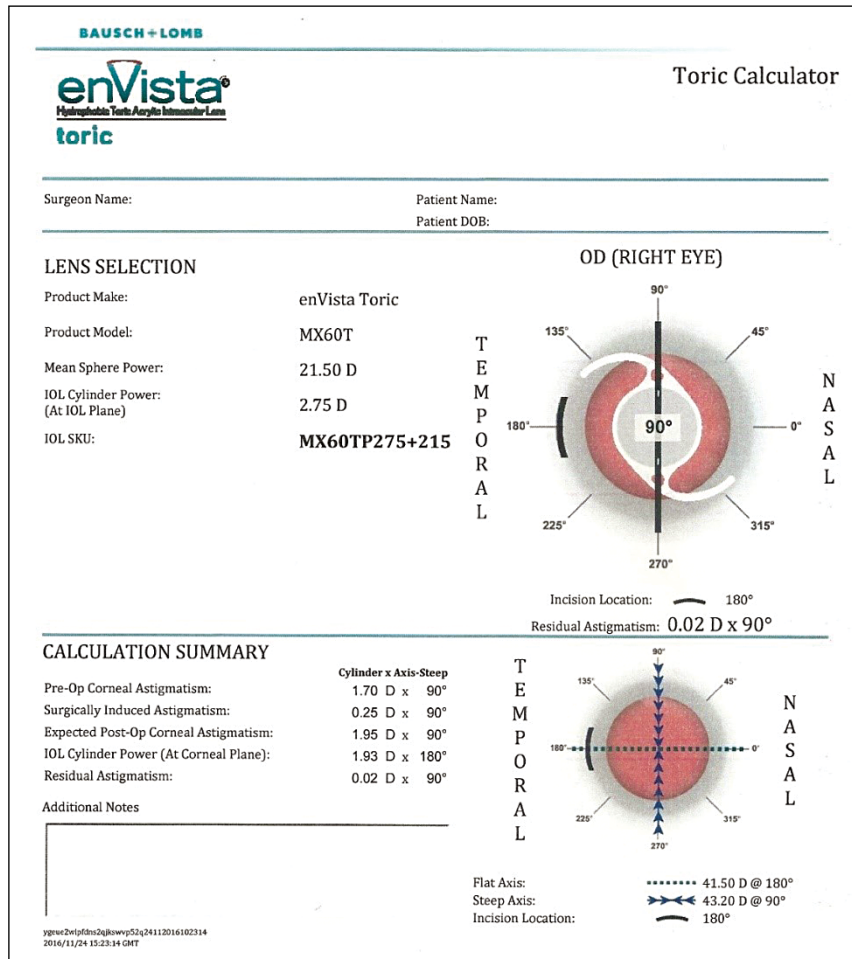 BAUSCH + LOMB
enVista®
Hydrophobic Toric Acrylic Intraocular Lens
toric
Toric Calculator
Surgeon Name:
Patient Name:
Patient DOB:
LENS SELECTION
Product Make: enVista Toric
Product Model: MX60T
Mean Sphere Power: 21.50 D
IOL Cylinder Power:
(At IOL Plane) 2.75 D
IOL SKU: MX60TP275+215
OD (RIGHT EYE)
TEMPORAL
NASAL
90°
135° 45°
180° 90° 0°
225° 315°
270°
Incision Location: 180°
Residual Astigmatism: 0.02 D x 90°
CALCULATION SUMMARY
Cylinder x Axis-Steep
Pre-Op Corneal Astigmatism: 1.70 D x 90°
Surgically Induced Astigmatism: 0.25 D x 90°
Expected Post-Op Corneal Astigmatism: 1.95 D x 90°
IOL Cylinder Power (At Corneal Plane): 1.93 D x 180°
Residual Astigmatism: 0.02 D x 90°
Additional Notes
TEMPORAL
NASAL
90°
135° 45°
180° 0°
225° 315°
270°
Flat Axis: 41.50 D @ 180°
Steep Axis: 43.20 D @ 90°
Incision Location: 180°
2016/11/24 15:23:14 GMT